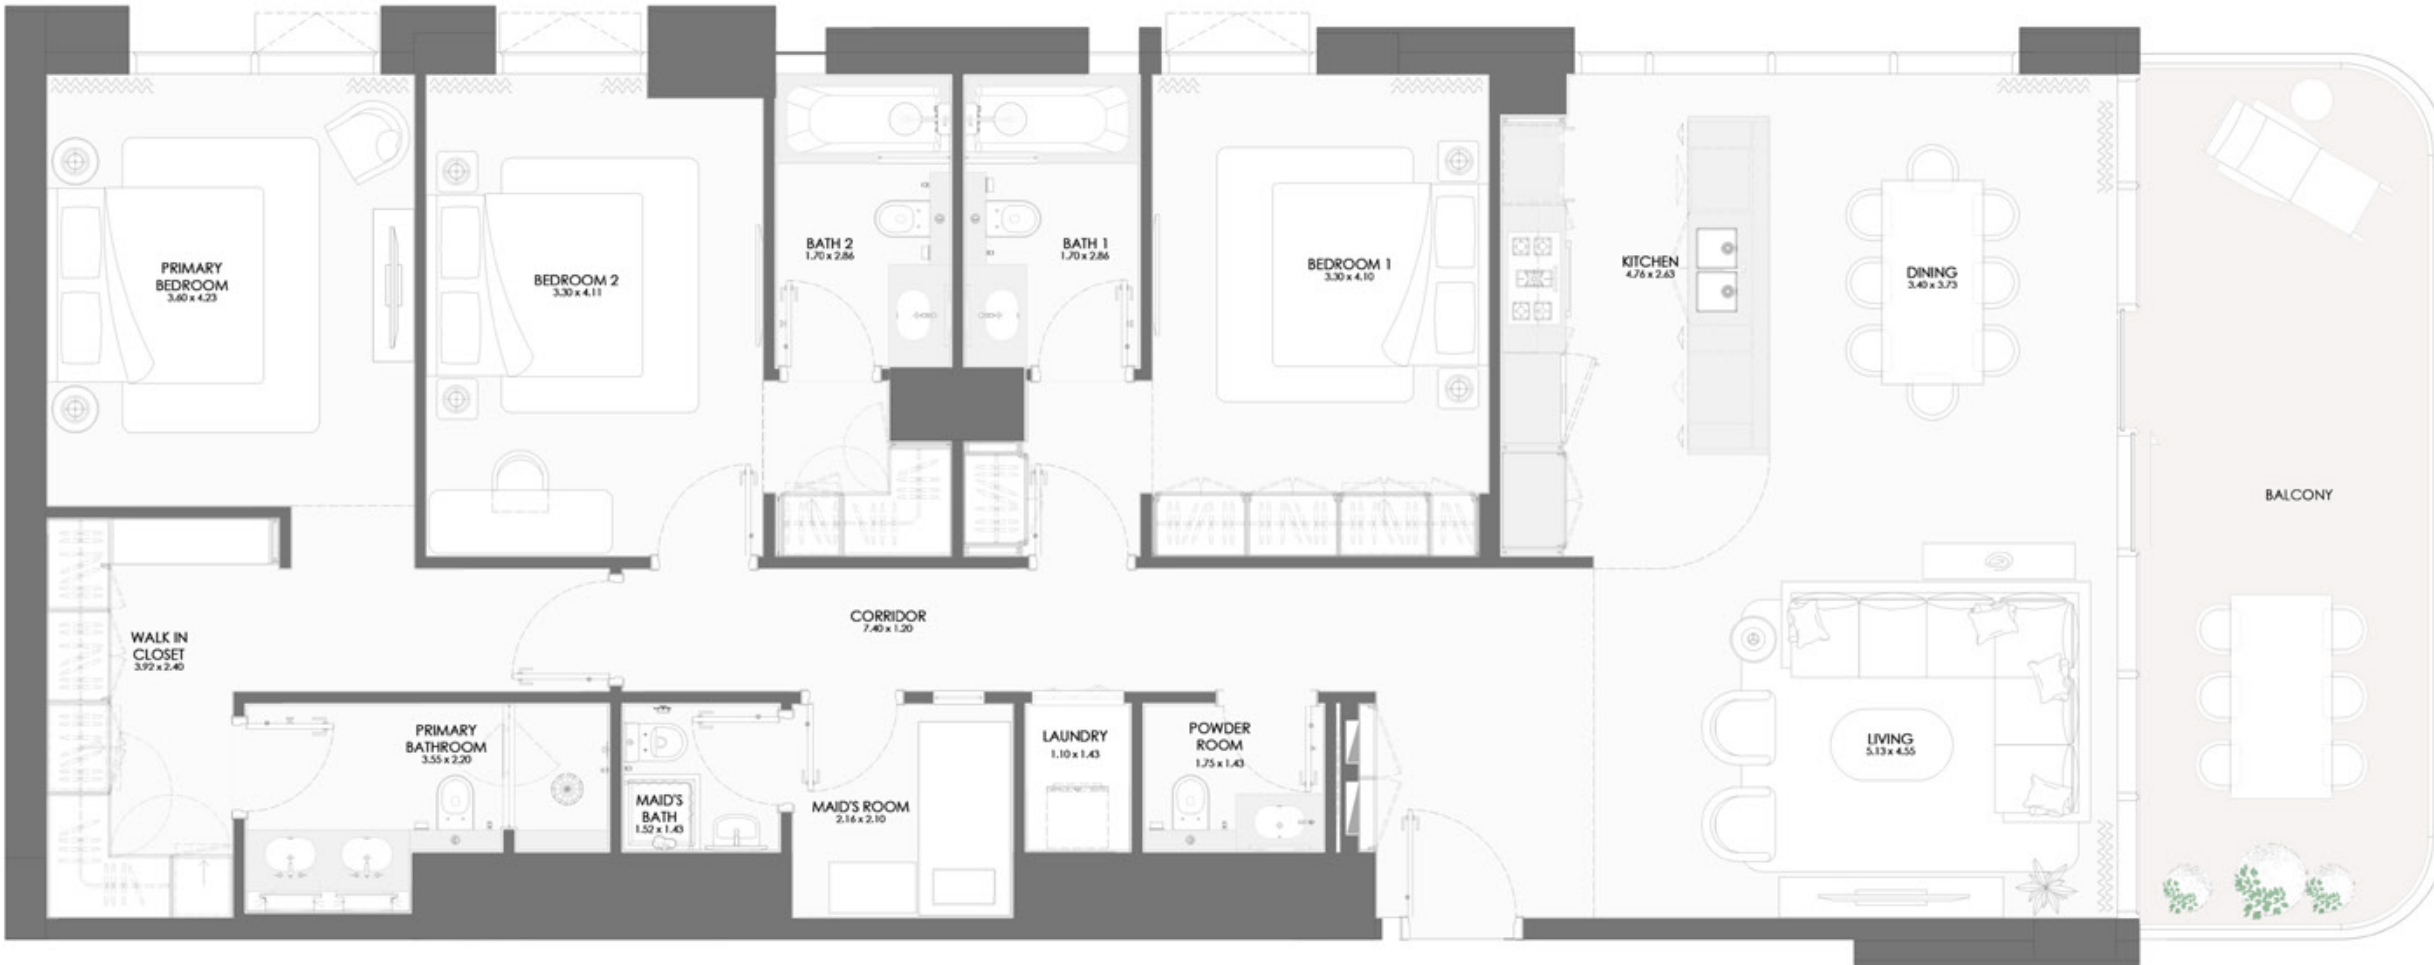 PRIMARY
BEDROOM
3.60 x 4.23
BEDROOM 2
3.30 x 4.11
BATH 2
1.70 x 2.86
BATH 1
1.70 x 2.86
BEDROOM 1
3.30 x 4.10
KITCHEN
4.76 x 2.63
DINING
3.40 x 3.73
BALCONY
WALK IN
CLOSET
3.92 x 2.40
CORRIDOR
7.40 x 1.20
PRIMARY
BATHROOM
3.55 x 2.20
MAID'S
BATH
1.52 x 1.43
MAID'S ROOM
2.16 x 2.10
LAUNDRY
1.10 x 1.43
POWDER
ROOM
1.75 x 1.43
LIVING
5.13 x 4.55